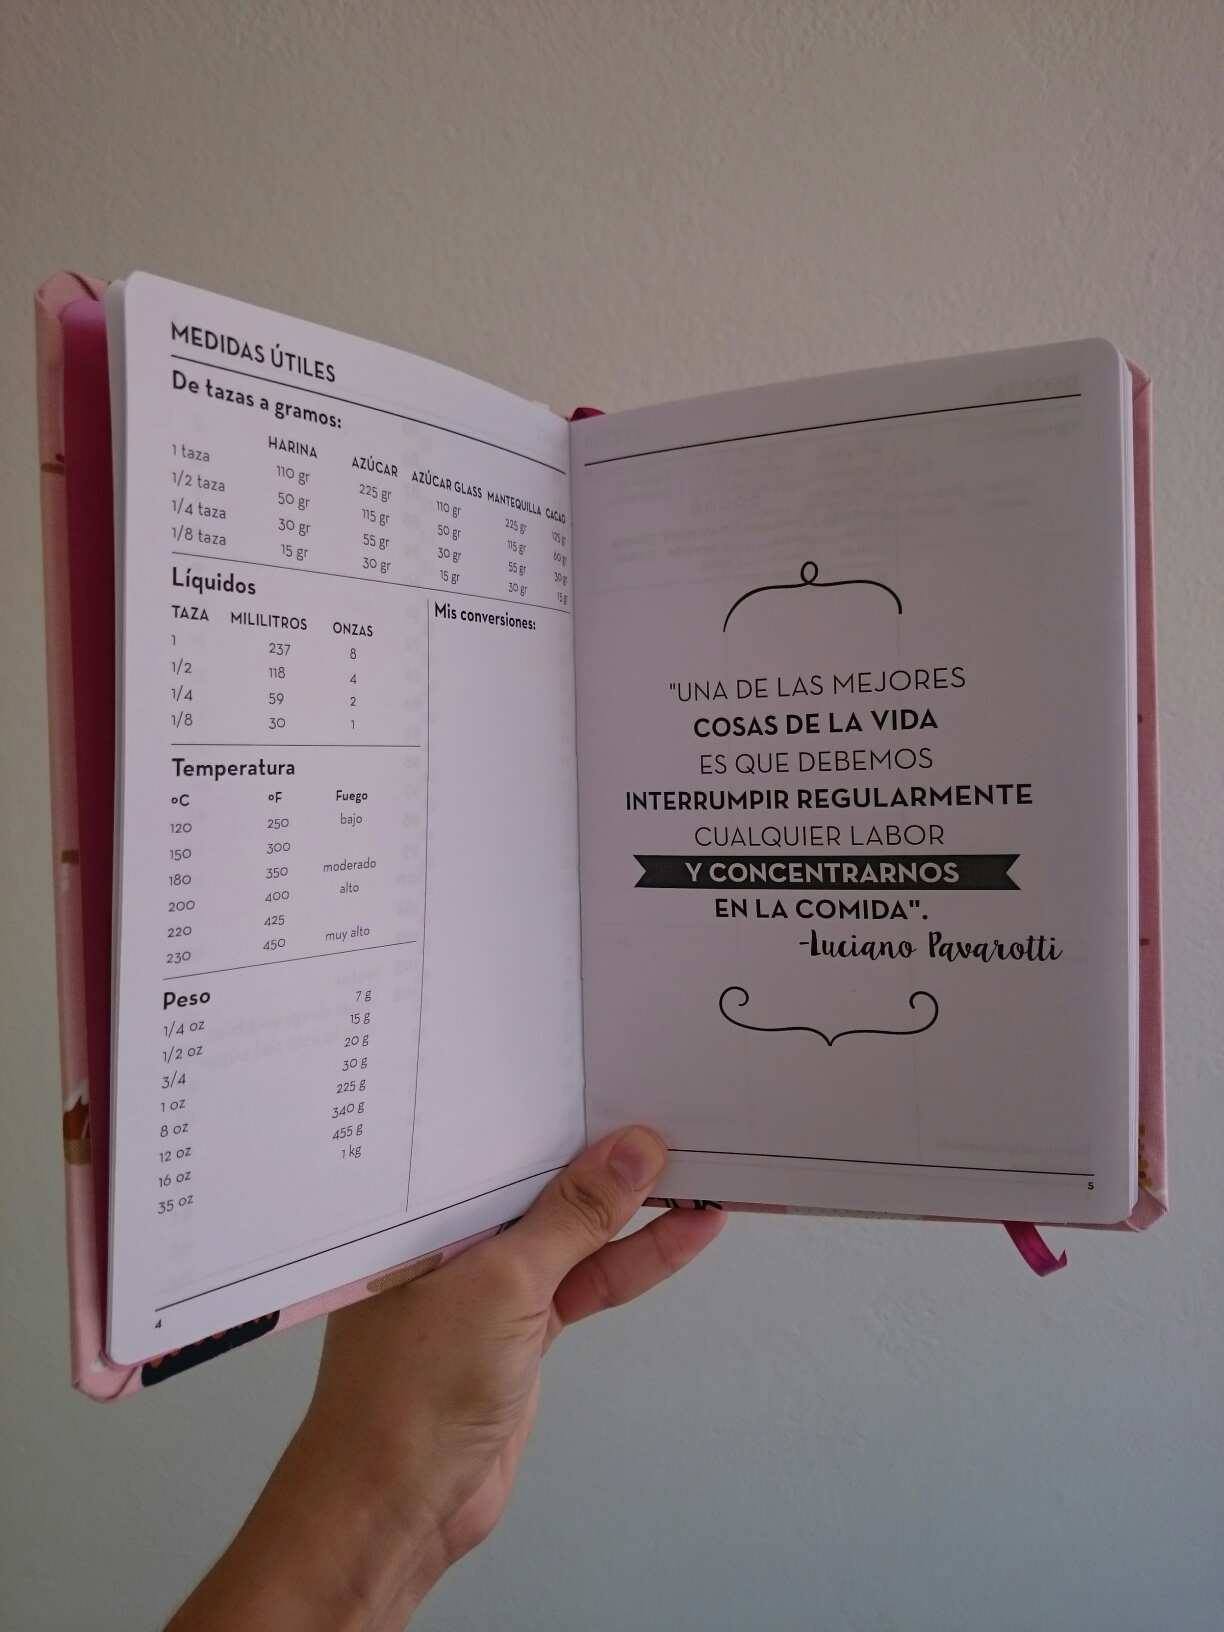 MEDIDAS ÚTILES
De tazas a gramos:
HARINA AZÚCAR AZÚCAR GLASS MANTEQUILLA CACAO
1 taza 110 gr 225 gr 110 gr 225 gr 125 gr
1/2 taza 50 gr 115 gr 50 gr 115 gr 60 gr
1/4 taza 30 gr 55 gr 30 gr 55 gr 30 gr
1/8 taza 15 gr 30 gr 15 gr 30 gr 15 g
Líquidos
TAZA MILILITROS ONZAS
1 237 8
1/2 118 4
1/4 59 2
1/8 30 1
Mis conversiones:
Temperatura
ºC ºF Fuego
120 250 bajo
150 300
180 350 moderado
200 400 alto
220 425
230 450 muy alto
Peso
1/4 oz 7 g
1/2 oz 15 g
3/4 20 g
1 oz 30 g
8 oz 225 g
12 oz 340 g
16 oz 455 g
35 oz 1 kg
4
"UNA DE LAS MEJORES
COSAS DE LA VIDA
ES QUE DEBEMOS
INTERRUMPIR REGULARMENTE
CUALQUIER LABOR
Y CONCENTRARNOS
EN LA COMIDA".
-Luciano Pavarotti
5